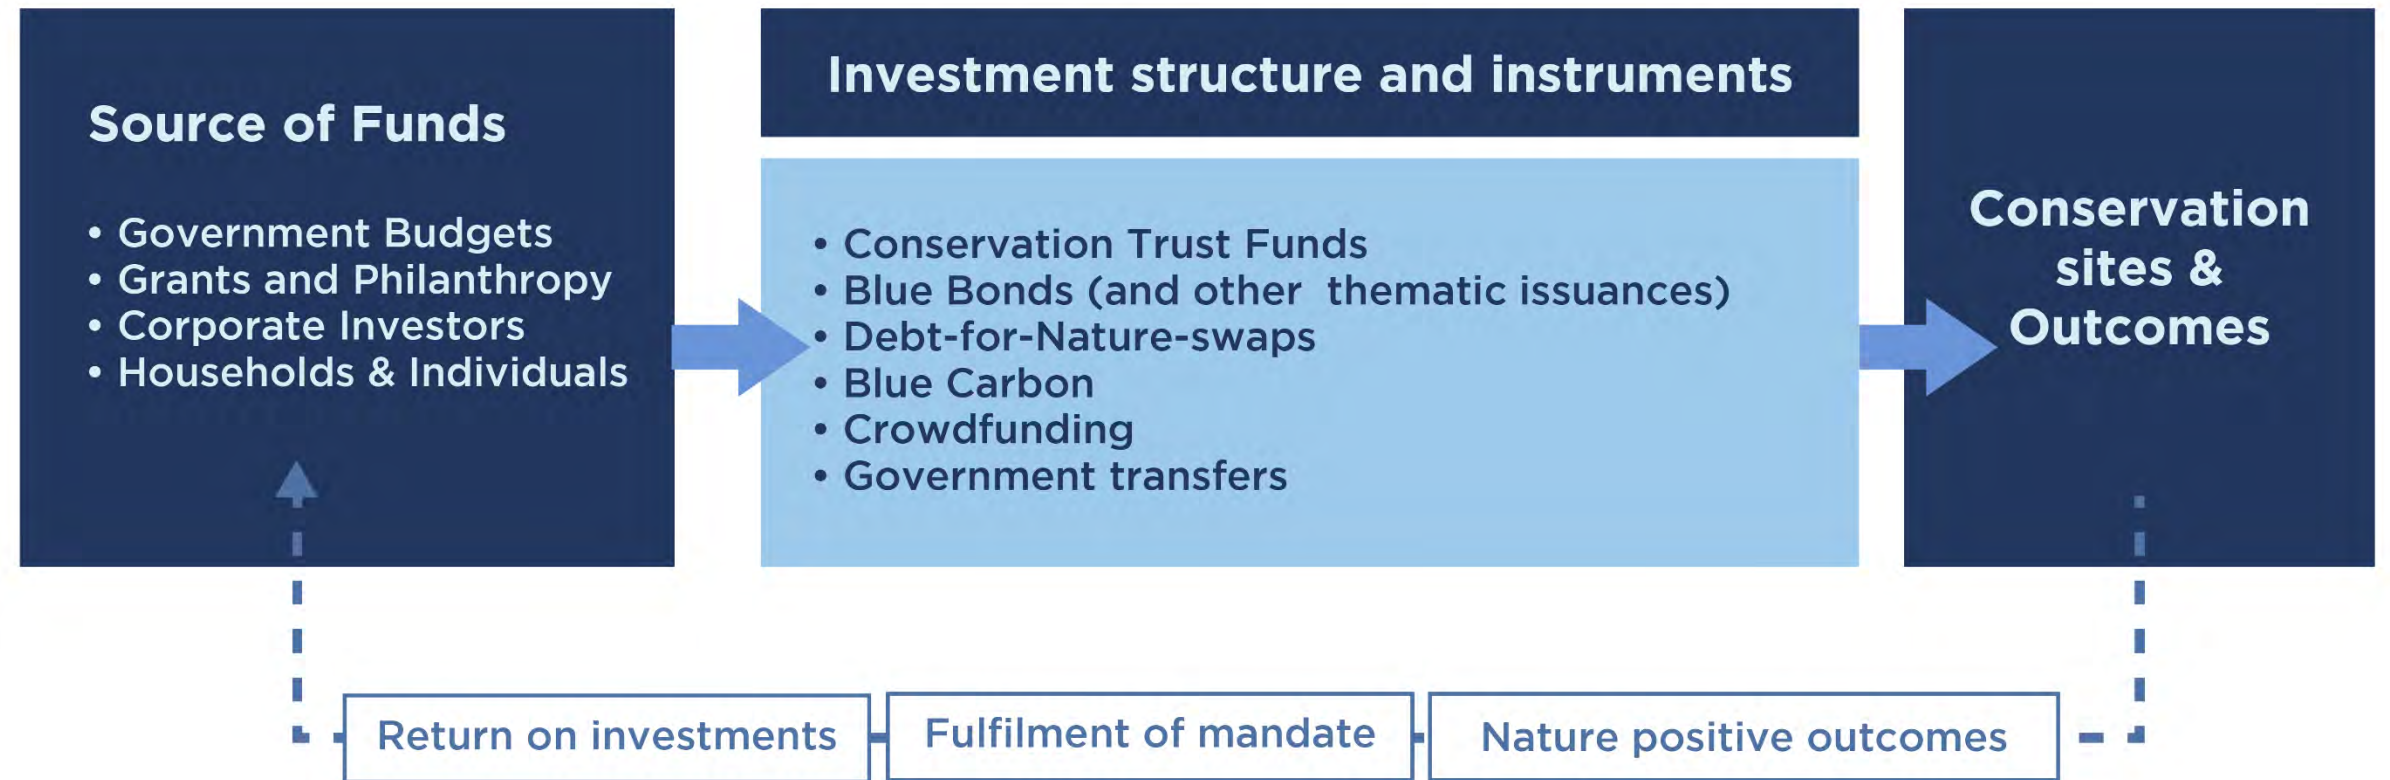 Source of Funds
• Government Budgets
• Grants and Philanthropy
• Corporate Investors
• Households & Individuals
Investment structure and instruments
• Conservation Trust Funds
• Blue Bonds (and other thematic issuances)
• Debt-for-Nature-swaps
• Blue Carbon
• Crowdfunding
• Government transfers
Conservation
sites &
Outcomes
Return on investments
Fulfilment of mandate
Nature positive outcomes